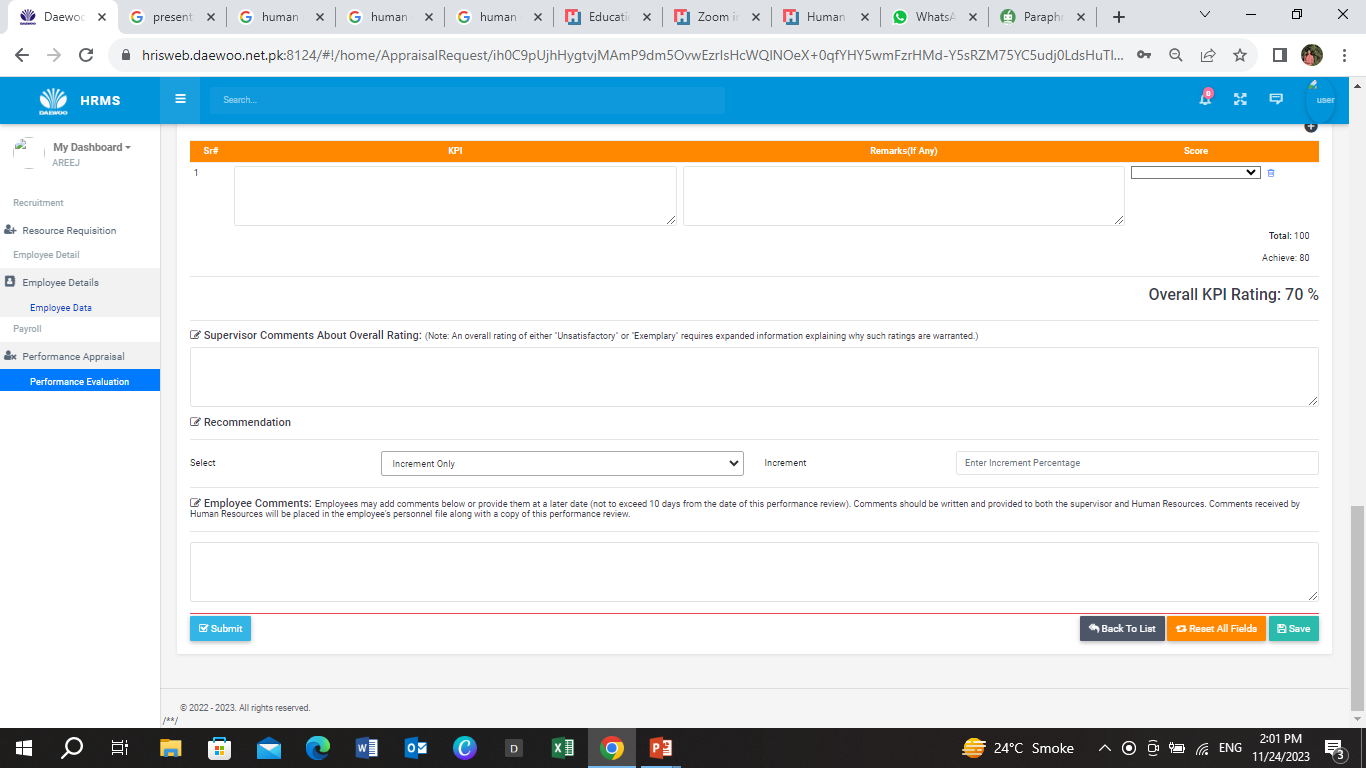 Daewoo
present
human
human
human
Educati
Zoom in
Human
WhatsA
Paraphr
hrisweb.daewoo.net.pk:8124/#!/home/AppraisalRequest/ih0C9pUjhHygtvjMAmP9dm5OvwEzrIsHcWQINOeX+0qfYHY5wmFzrHMd-Y5sRZM75YC5udj0LdsHuTl...
DAEWOO
HRMS
Search...
8
user
My Dashboard
AREEJ
Recruitment
Resource Requisition
Employee Detail
Employee Details
Employee Data
Payroll
Performance Appraisal
Performance Evaluation
Sr# KPI Remarks(If Any) Score
1
Total: 100
Achieve: 80
Overall KPI Rating: 70 %
Supervisor Comments About Overall Rating: (Note: An overall rating of either "Unsatisfactory" or "Exemplary" requires expanded information explaining why such ratings are warranted.)
Recommendation
Select Increment Only Increment Enter Increment Percentage
Employee Comments: Employees may add comments below or provide them at a later date (not to exceed 10 days from the date of this performance review). Comments should be written and provided to both the supervisor and Human Resources. Comments received by
Human Resources will be placed in the employee's personnel file along with a copy of this performance review.
Submit Back To List Reset All Fields Save
© 2022 - 2023. All rights reserved.
/**/
24°C Smoke ENG 2:01 PM
11/24/2023
3